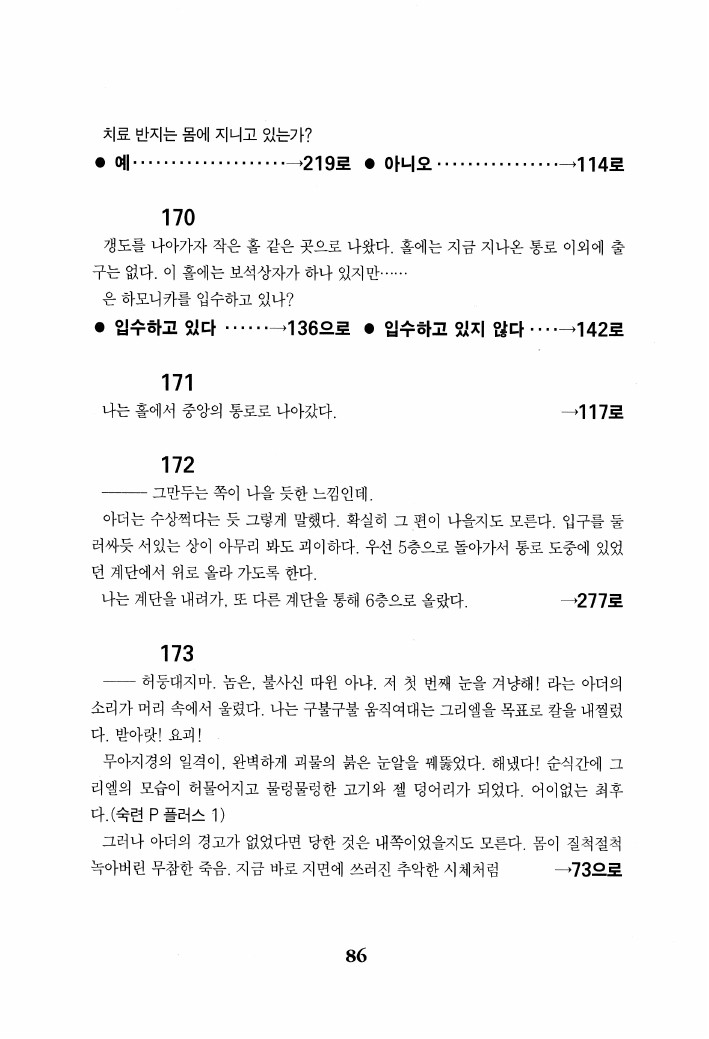 치료 반지는 몸에 지니고 있는가?
● 예····················→219로 ● 아니오 ················→114로
170
갱도를 나아가자 작은 홀 같은 곳으로 나왔다. 홀에는 지금 지나온 통로 이외에 출
구는 없다. 이 홀에는 보석상자가 하나 있지만……
은 하모니카를 입수하고 있나?
● 입수하고 있다 ······→136으로 ● 입수하고 있지 않다 ····→142로
171
나는 홀에서 중앙의 통로로 나아갔다. →117로
172
─── 그만두는 쪽이 나을 듯한 느낌인데.
아더는 수상쩍다는 듯 그렇게 말했다. 확실히 그 편이 나을지도 모른다. 입구를 둘
러싸듯 서있는 상이 아무리 봐도 괴이하다. 우선 5층으로 돌아가서 통로 도중에 있었
던 계단에서 위로 올라 가도록 한다.
나는 계단을 내려가, 또 다른 계단을 통해 6층으로 올랐다. →277로
173
── 허둥대지마. 놈은, 불사신 따윈 아냐. 저 첫 번째 눈을 겨냥해! 라는 아더의
소리가 머리 속에서 울렸다. 나는 구불구불 움직여대는 그리엘을 목표로 칼을 내찔렀
다. 받아랏! 요괴!
무아지경의 일격이, 완벽하게 괴물의 붉은 눈알을 꿰뚫었다. 해냈다! 순식간에 그
리엘의 모습이 허물어지고 물렁물렁한 고기와 젤 덩어리가 되었다. 어이없는 최후
다.(숙련 P 플러스 1)
그러나 아더의 경고가 없었다면 당한 것은 내쪽이었을지도 모른다. 몸이 질척절척
녹아버린 무참한 죽음. 지금 바로 지면에 쓰러진 추악한 시체처럼 →73으로
86